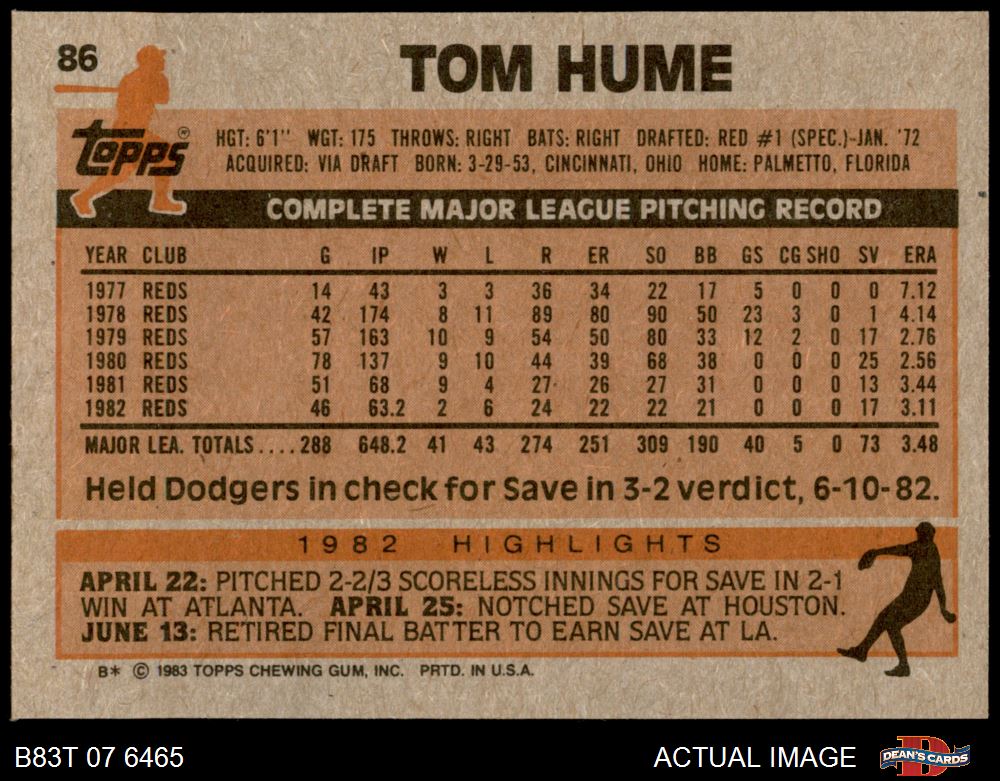 86
TOM HUME
topps®
HGT: 6'1" WGT: 175 THROWS: RIGHT BATS: RIGHT DRAFTED: RED #1 (SPEC.)-JAN. '72
ACQUIRED: VIA DRAFT BORN: 3-29-53, CINCINNATI, OHIO HOME: PALMETTO, FLORIDA
COMPLETE MAJOR LEAGUE PITCHING RECORD
YEAR CLUB G IP W L R ER SO BB GS CG SHO SV ERA
1977 REDS 14 43 3 3 36 34 22 17 5 0 0 0 7.12
1978 REDS 42 174 8 11 89 80 90 50 23 3 0 1 4.14
1979 REDS 57 163 10 9 54 50 80 33 12 2 0 17 2.76
1980 REDS 78 137 9 10 44 39 68 38 0 0 0 25 2.56
1981 REDS 51 68 9 4 27 26 27 31 0 0 0 13 3.44
1982 REDS 46 63.2 2 6 24 22 22 21 0 0 0 17 3.11
MAJOR LEA. TOTALS....288 648.2 41 43 274 251 309 190 40 5 0 73 3.48
Held Dodgers in check for Save in 3-2 verdict, 6-10-82.
1982 HIGHLIGHTS
APRIL 22: PITCHED 2-2/3 SCORELESS INNINGS FOR SAVE IN 2-1
WIN AT ATLANTA. APRIL 25: NOTCHED SAVE AT HOUSTON.
JUNE 13: RETIRED FINAL BATTER TO EARN SAVE AT LA.
B* © 1983 TOPPS CHEWING GUM, INC. PRTD. IN U.S.A.
B83T 07 6465 ACTUAL IMAGE DEAN'S CARDS